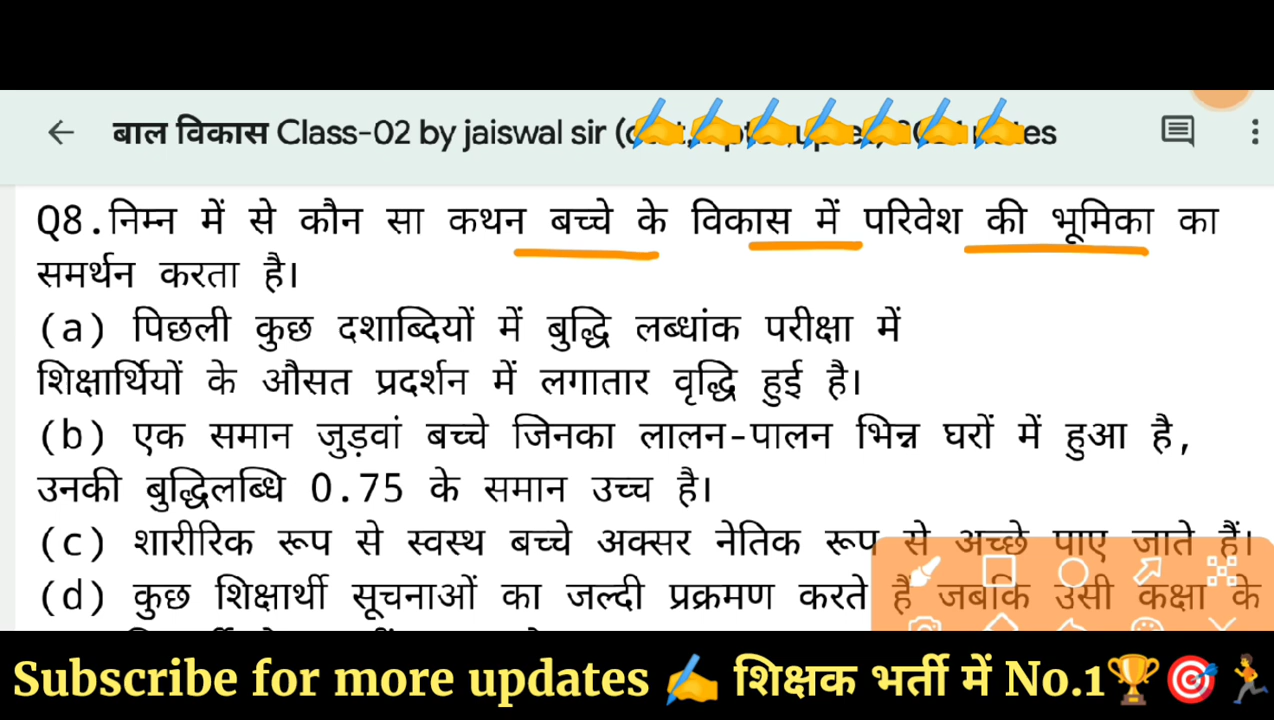 बाल विकास Class-02 by jaiswal sir
Q8.निम्न में से कौन सा कथन बच्चे के विकास में परिवेश की भूमिका का
समर्थन करता है।
(a) पिछली कुछ दशाब्दियों में बुद्धि लब्धांक परीक्षा में
शिक्षार्थियों के औसत प्रदर्शन में लगातार वृद्धि हुई है।
(b) एक समान जुड़वां बच्चे जिनका लालन-पालन भिन्न घरों में हुआ है,
उनकी बुद्धिलब्धि 0.75 के समान उच्च है।
(c) शारीरिक रूप से स्वस्थ बच्चे अक्सर नेतिक रूप से अच्छे पाए जाते हैं।
(d) कुछ शिक्षार्थी सूचनाओं का जल्दी प्रक्रमण करते हैं जबकि उसी कक्षा के
Subscribe for more updates ✍️ शिक्षक भर्ती में No.1🏆🎯🏃